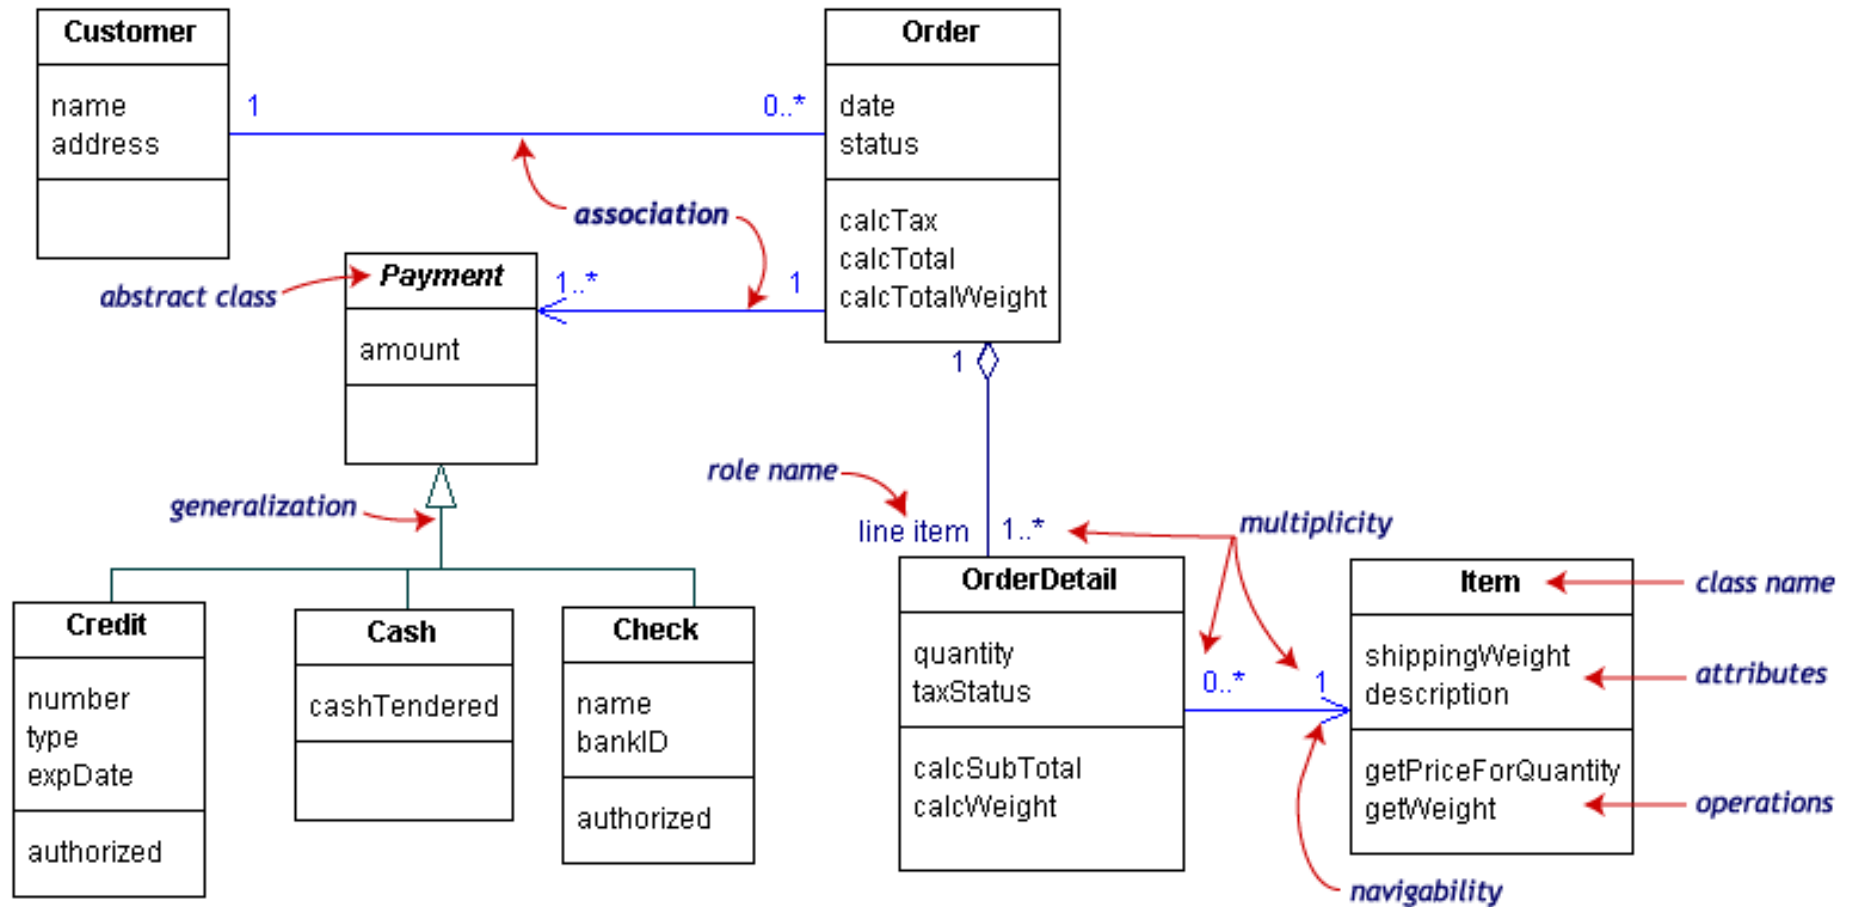 Customer
name
address
1
0..*
Order
date
status
calcTax
calcTotal
calcTotalWeight
association
abstract class
Payment
amount
1..*
1
1
generalization
role name
line item
1..*
multiplicity
Credit
number
type
expDate
authorized
Cash
cashTendered
Check
name
bankID
authorized
OrderDetail
quantity
taxStatus
calcSubTotal
calcWeight
0..*
1
Item
shippingWeight
description
getPriceForQuantity
getWeight
class name
attributes
operations
navigability